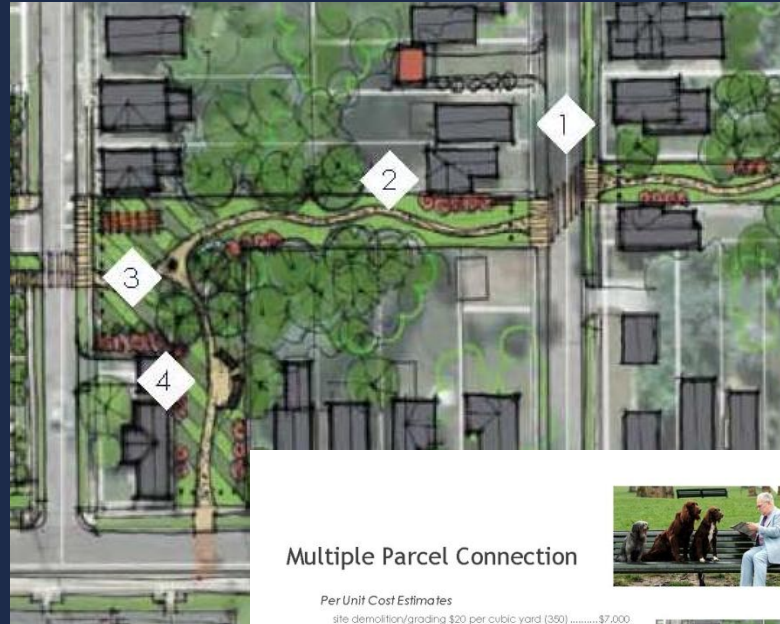 1
2
3
4
Multiple Parcel Connection
Per Unit Cost Estimates
site demolition/grading $20 per cubic yard (350) ..........$7,000